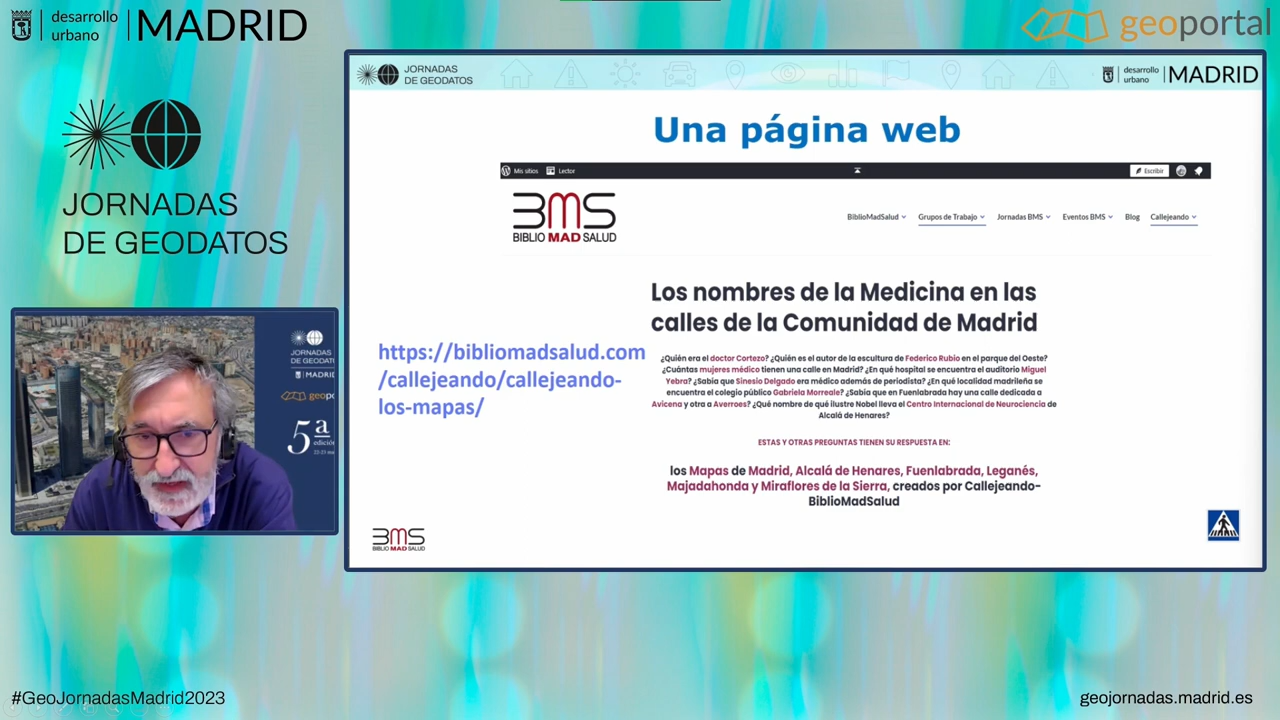 desarrollo
urbano
MADRID
geoportal
JORNADAS
DE GEODATOS
JORNADAS
DE GEODATOS
desarrollo
urbano
MADRID
Una página web
Mis sitios
Lector
Escribir
BMS
BIBLIO MAD SALUD
BiblioMadSalud
Grupos de Trabajo
Jornadas BMS
Eventos BMS
Blog
Callejeando
Los nombres de la Medicina en las
calles de la Comunidad de Madrid
https://bibliomadsalud.com
/callejeando/callejeando-
los-mapas/
¿Quién era el doctor Cortezo? ¿Quién es el autor de la escultura de Federico Rubio en el parque del Oeste?
¿Cuántas mujeres médico tienen una calle en Madrid? ¿En qué hospital se encuentra el auditorio Miguel
Yebra? ¿Sabía que Sinesio Delgado era médico además de periodista? ¿En qué localidad madrileña se
encuentra el colegio público Gabriela Morreale? ¿Sabía que en Fuenlabrada hay una calle dedicada a
Avicena y otra a Averroes? ¿Qué nombre de qué ilustre Nobel lleva el Centro Internacional de Neurociencia de
Alcalá de Henares?
ESTAS Y OTRAS PREGUNTAS TIENEN SU RESPUESTA EN:
los Mapas de Madrid, Alcalá de Henares, Fuenlabrada, Leganés,
Majadahonda y Miraflores de la Sierra, creados por Callejeando-
BiblioMadSalud
BMS
BIBLIO MAD SALUD
JORNADAS
DE GEODAT
MADRID
geopo
5ª
edición
#GeoJornadasMadrid2023
geojornadas.madrid.es